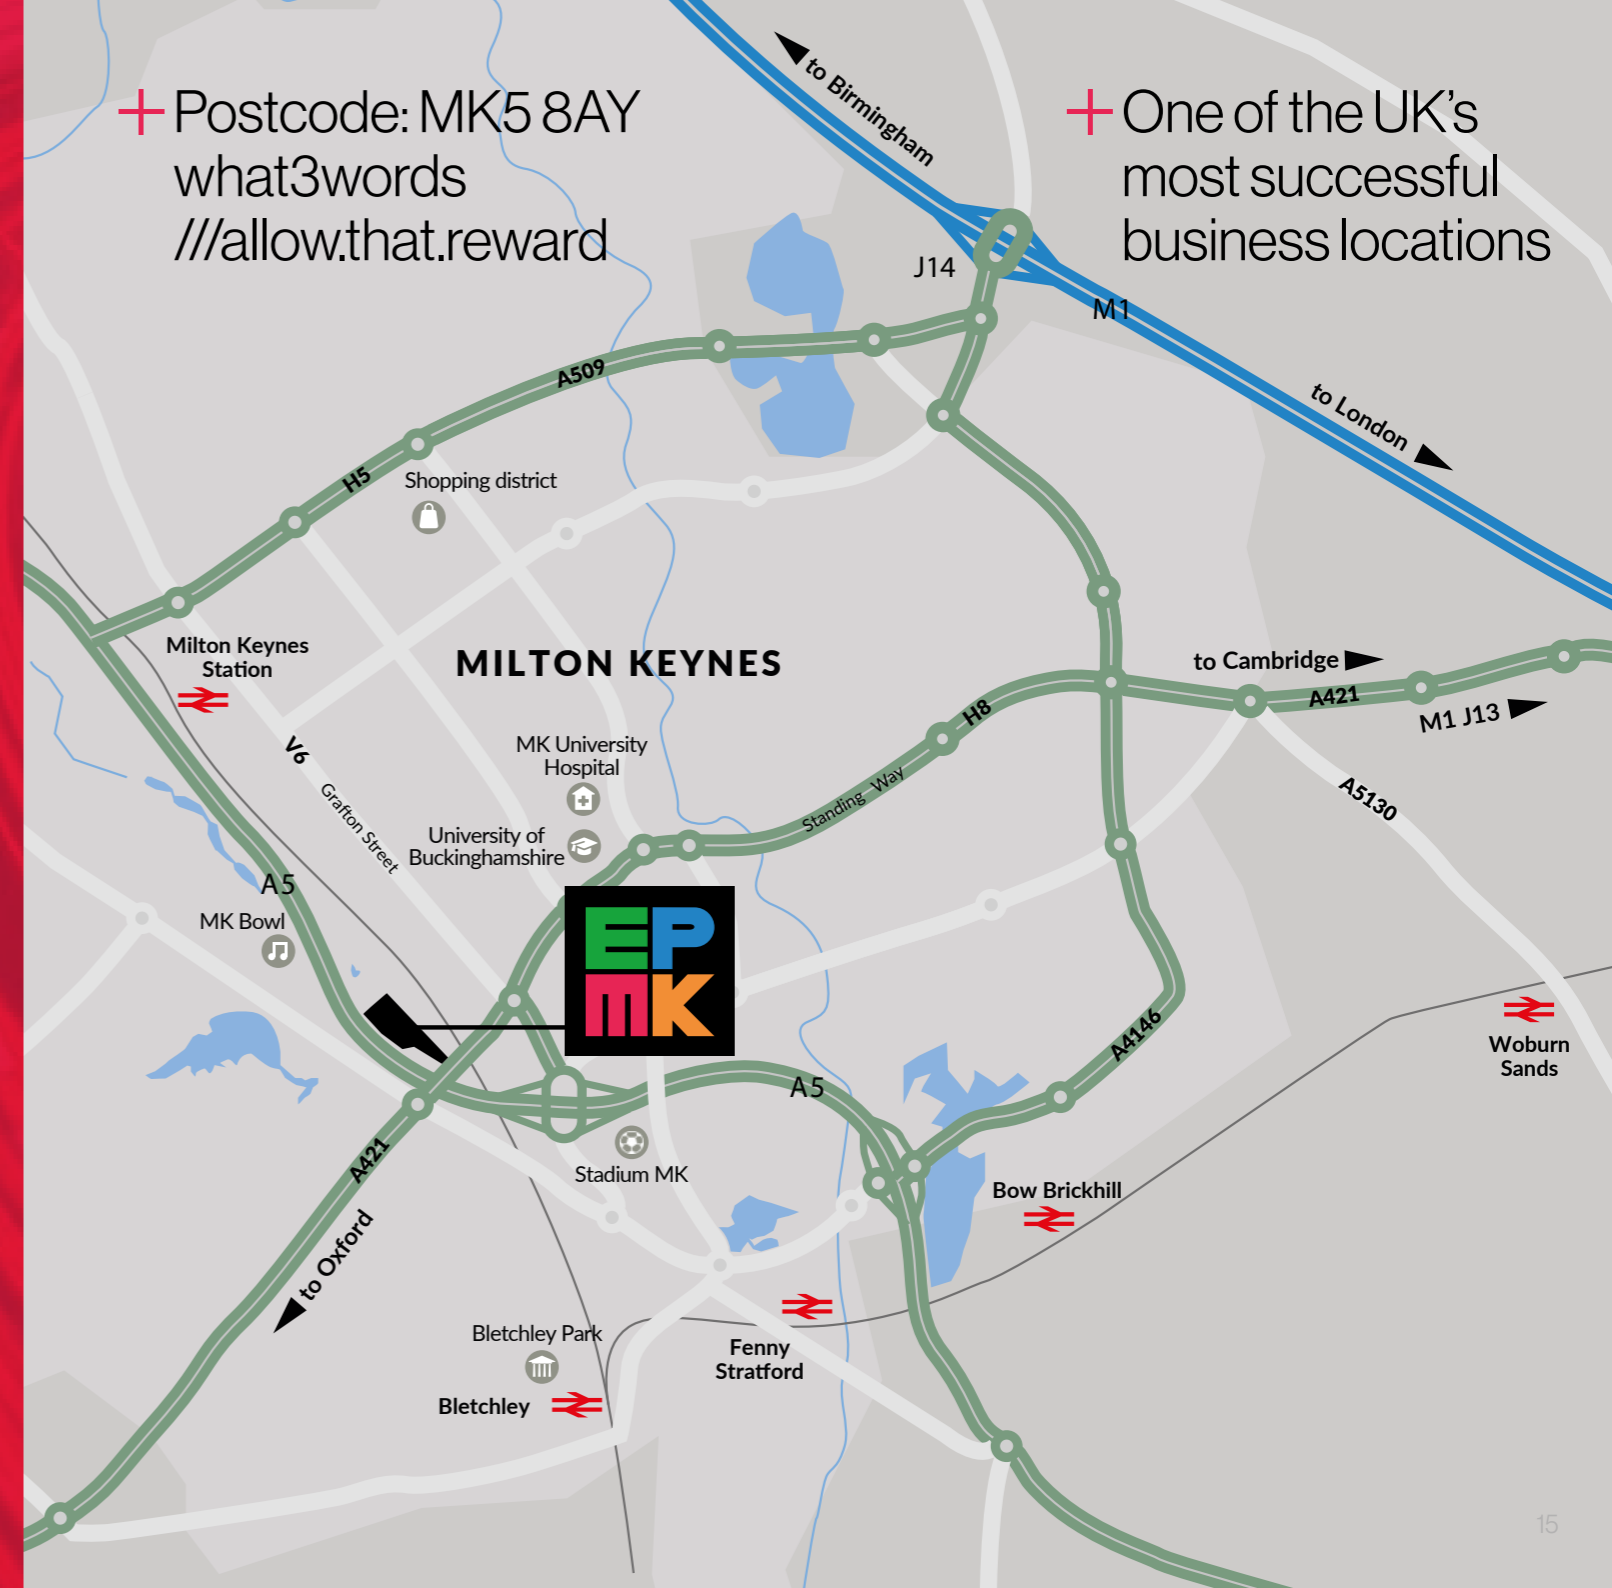 Postcode: MK5 8AY
what3words
///allow.that.reward
One of the UK’s
most successful
business locations
to Birmingham
J14
M1
to London
A509
H5
Shopping district
Milton Keynes
Station
MILTON KEYNES
to Cambridge
A421
M1 J13
H8
V6
Grafton Street
MK University
Hospital
Standing Way
A5130
University of
Buckinghamshire
A5
MK Bowl
EP
MK
A4146
Woburn
Sands
A5
A421
Stadium MK
Bow Brickhill
to Oxford
Bletchley Park
Fenny
Stratford
Bletchley
15